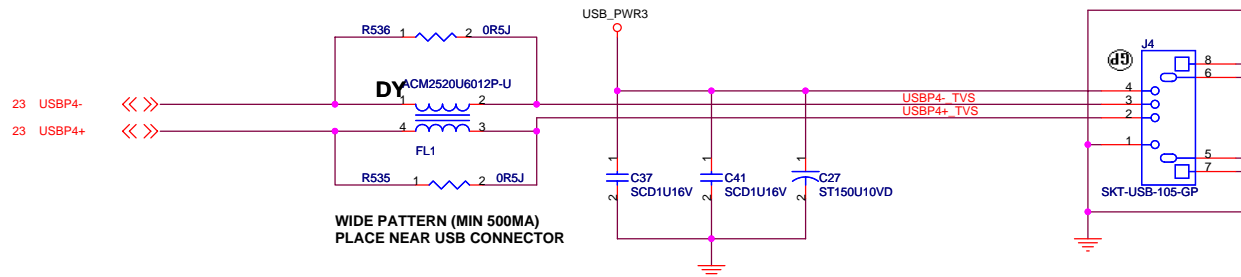 USB_PWR3
R536 1 2 0R5J
J4
GP
8
6
DY ACM2520U6012P-U
23 USBP4-
1 2
USBP4-_TVS
4
3
23 USBP4+
4 3
USBP4+_TVS
2
FL1
1
R535 1 2 0R5J
5
7
1 C37 2 SCD1U16V
1 C41 2 SCD1U16V
1 C27 2 ST150U10VD
SKT-USB-105-GP
WIDE PATTERN (MIN 500MA)
PLACE NEAR USB CONNECTOR